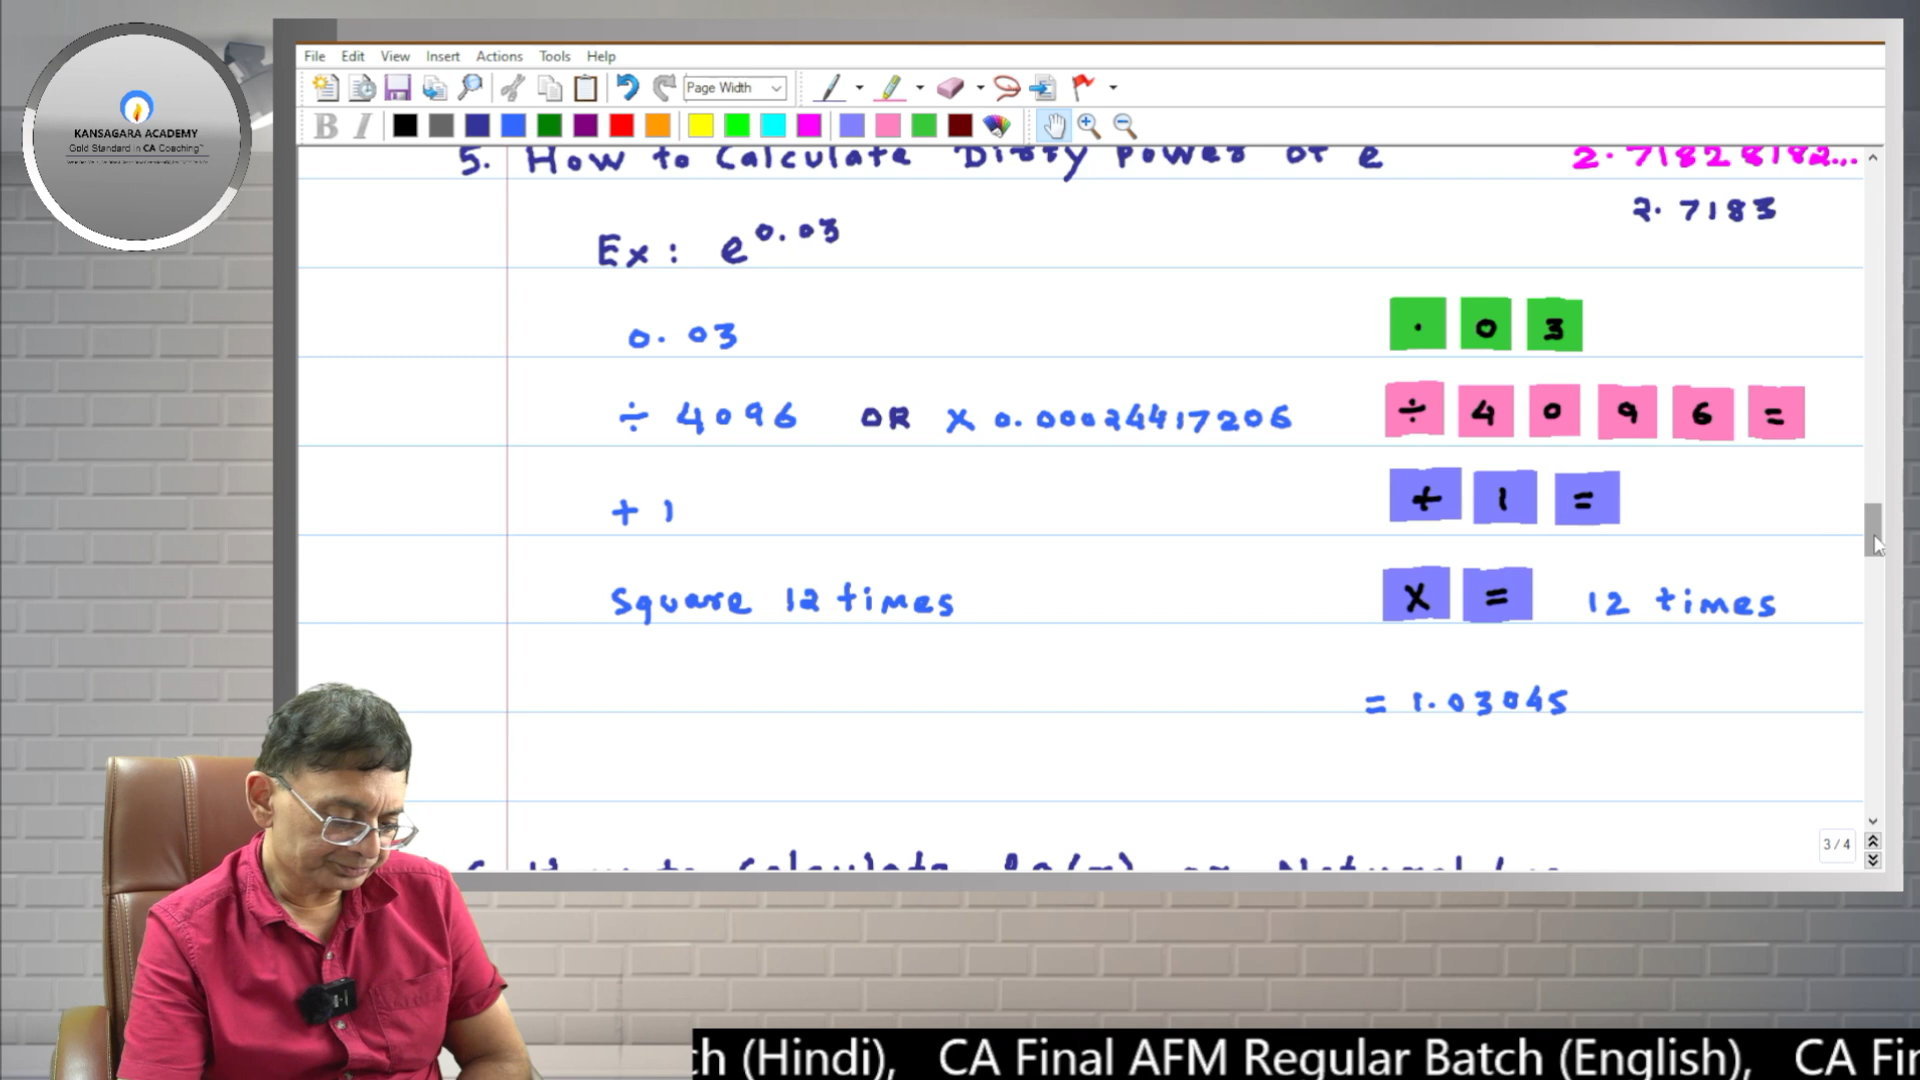 KANSAGARA ACADEMY
Gold Standard in CA Coaching
File Edit View Insert Actions Tools Help
Page Width
B I
5. How to Calculate Dirty Power of e 2.71828182...
2.7183
Ex: e^0.03
0.03 . 0 3
÷ 4096 OR × 0.00024417206 ÷ 4 0 9 6 =
+ 1 + 1 =
Square 12 times × = 12 times
= 1.03045
3 / 4
ch (Hindi), CA Final AFM Regular Batch (English), CA Fin